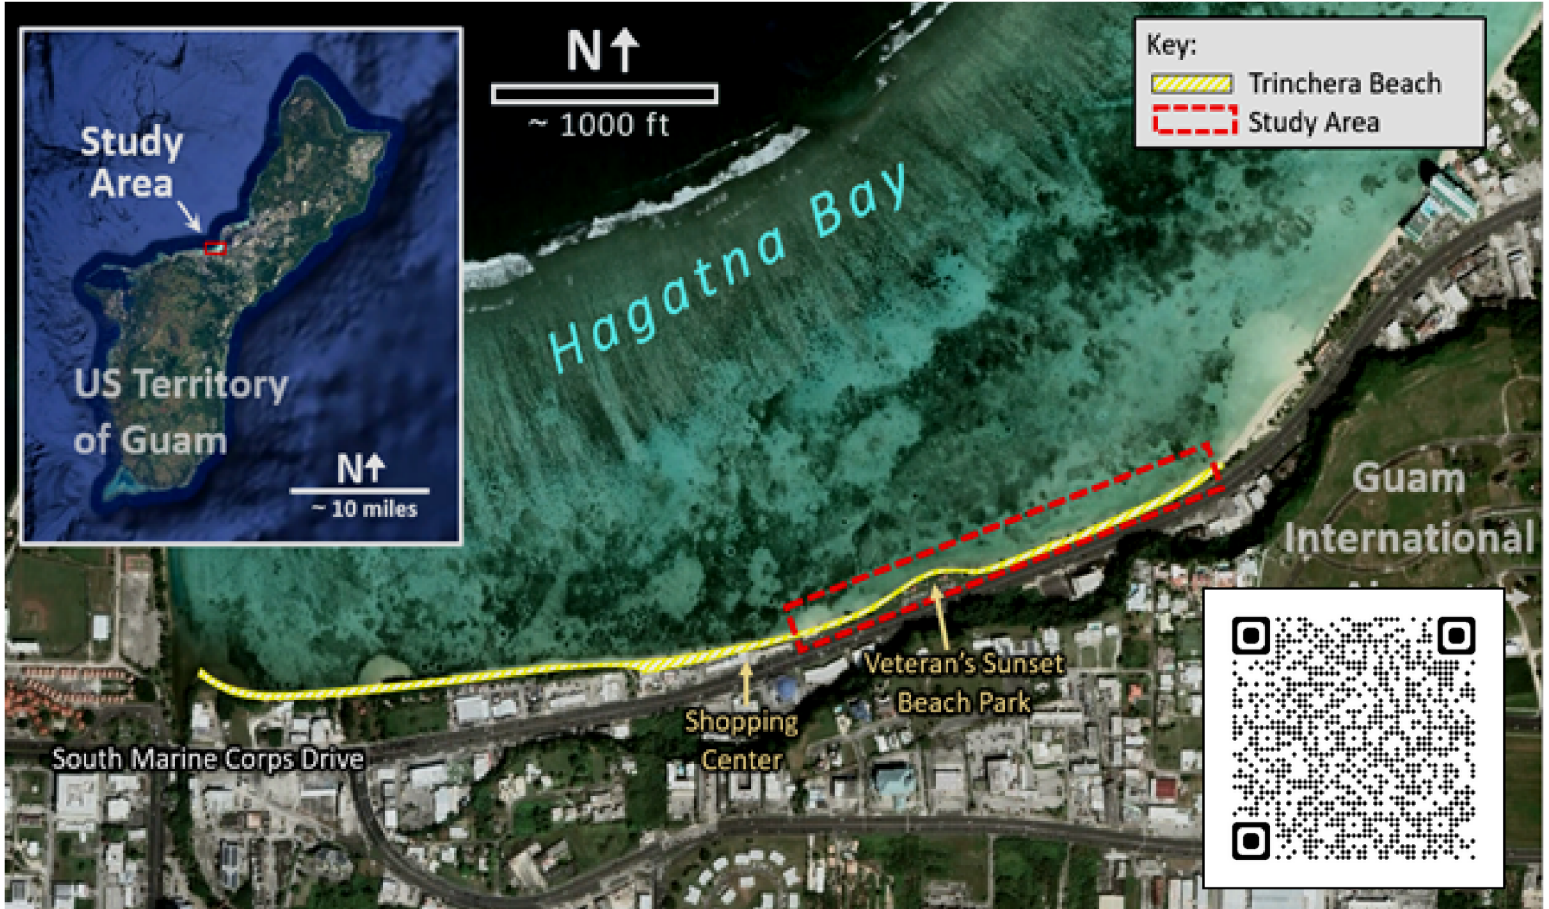 Study
Area
US Territory
of Guam
N↑
~ 10 miles
N↑
~ 1000 ft
Key:
Trinchera Beach
Study Area
Hagatna Bay
Guam
International
Veteran's Sunset
Beach Park
Shopping
Center
South Marine Corps Drive